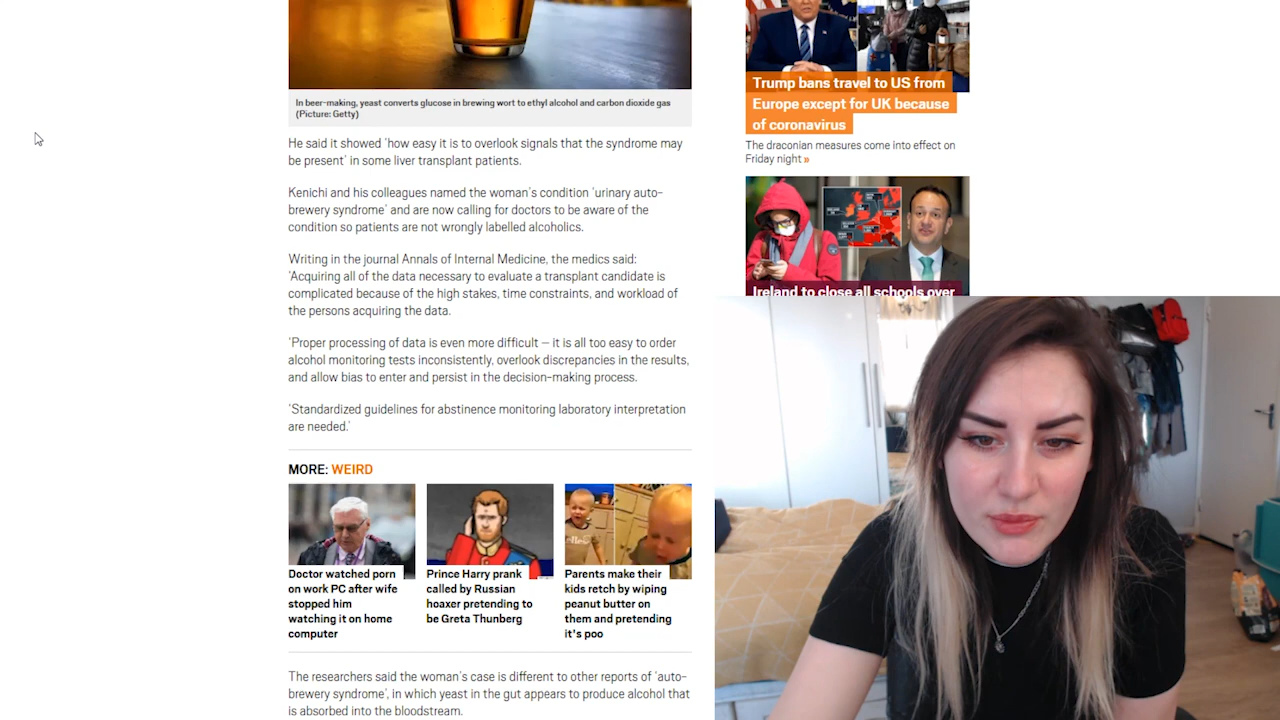 In beer-making, yeast converts glucose in brewing wort to ethyl alcohol and carbon dioxide gas
(Picture: Getty)
He said it showed ‘how easy it is to overlook signals that the syndrome may
be present’ in some liver transplant patients.
Kenichi and his colleagues named the woman’s condition ‘urinary auto-
brewery syndrome’ and are now calling for doctors to be aware of the
condition so patients are not wrongly labelled alcoholics.
Writing in the journal Annals of Internal Medicine, the medics said:
‘Acquiring all of the data necessary to evaluate a transplant candidate is
complicated because of the high stakes, time constraints, and workload of
the persons acquiring the data.
‘Proper processing of data is even more difficult – it is all too easy to order
alcohol monitoring tests inconsistently, overlook discrepancies in the results,
and allow bias to enter and persist in the decision-making process.
‘Standardized guidelines for abstinence monitoring laboratory interpretation
are needed.’
MORE: WEIRD
Doctor watched porn
on work PC after wife
stopped him
watching it on home
computer
Prince Harry prank
called by Russian
hoaxer pretending to
be Greta Thunberg
Parents make their
kids retch by wiping
peanut butter on
them and pretending
it's poo
The researchers said the woman’s case is different to other reports of ‘auto-
brewery syndrome’, in which yeast in the gut appears to produce alcohol that
is absorbed into the bloodstream.
Trump bans travel to US from
Europe except for UK because
of coronavirus
The draconian measures come into effect on
Friday night »
Ireland to close all schools over